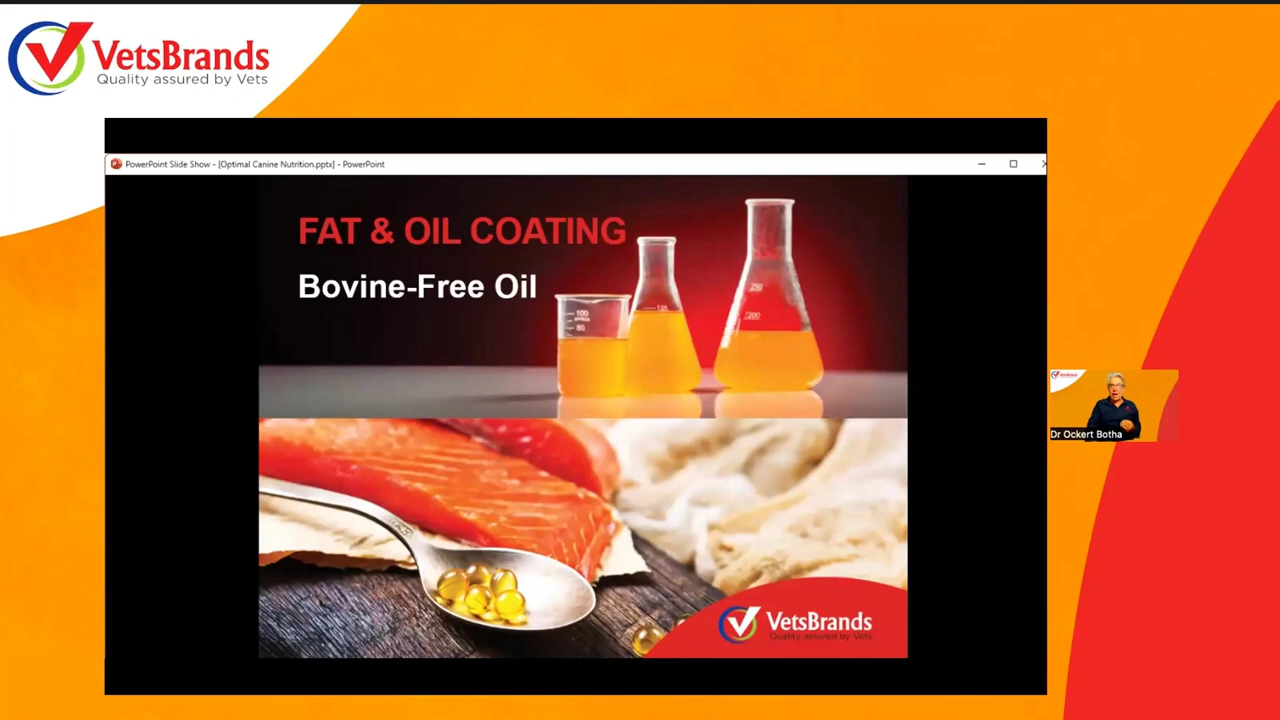 VetsBrands
Quality assured by Vets
PowerPoint Slide Show - [Optimal Canine Nutrition.pptx] - PowerPoint
FAT & OIL COATING
Bovine-Free Oil
250
200
125
100
80
Dr Ockert Botha
VetsBrands
Quality assured by Vets